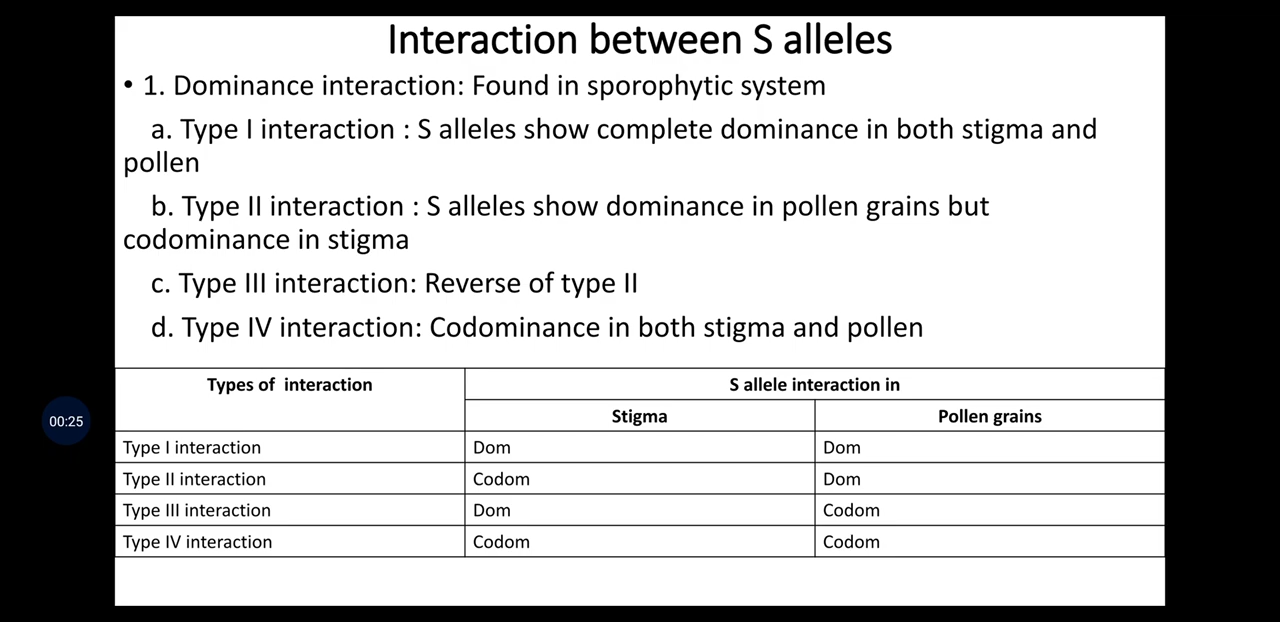 Interaction between S alleles
• 1. Dominance interaction: Found in sporophytic system
a. Type I interaction : S alleles show complete dominance in both stigma and
pollen
b. Type II interaction : S alleles show dominance in pollen grains but
codominance in stigma
c. Type III interaction: Reverse of type II
d. Type IV interaction: Codominance in both stigma and pollen
Types of interaction S allele interaction in
Stigma Pollen grains
00:25
Type I interaction Dom Dom
Type II interaction Codom Dom
Type III interaction Dom Codom
Type IV interaction Codom Codom